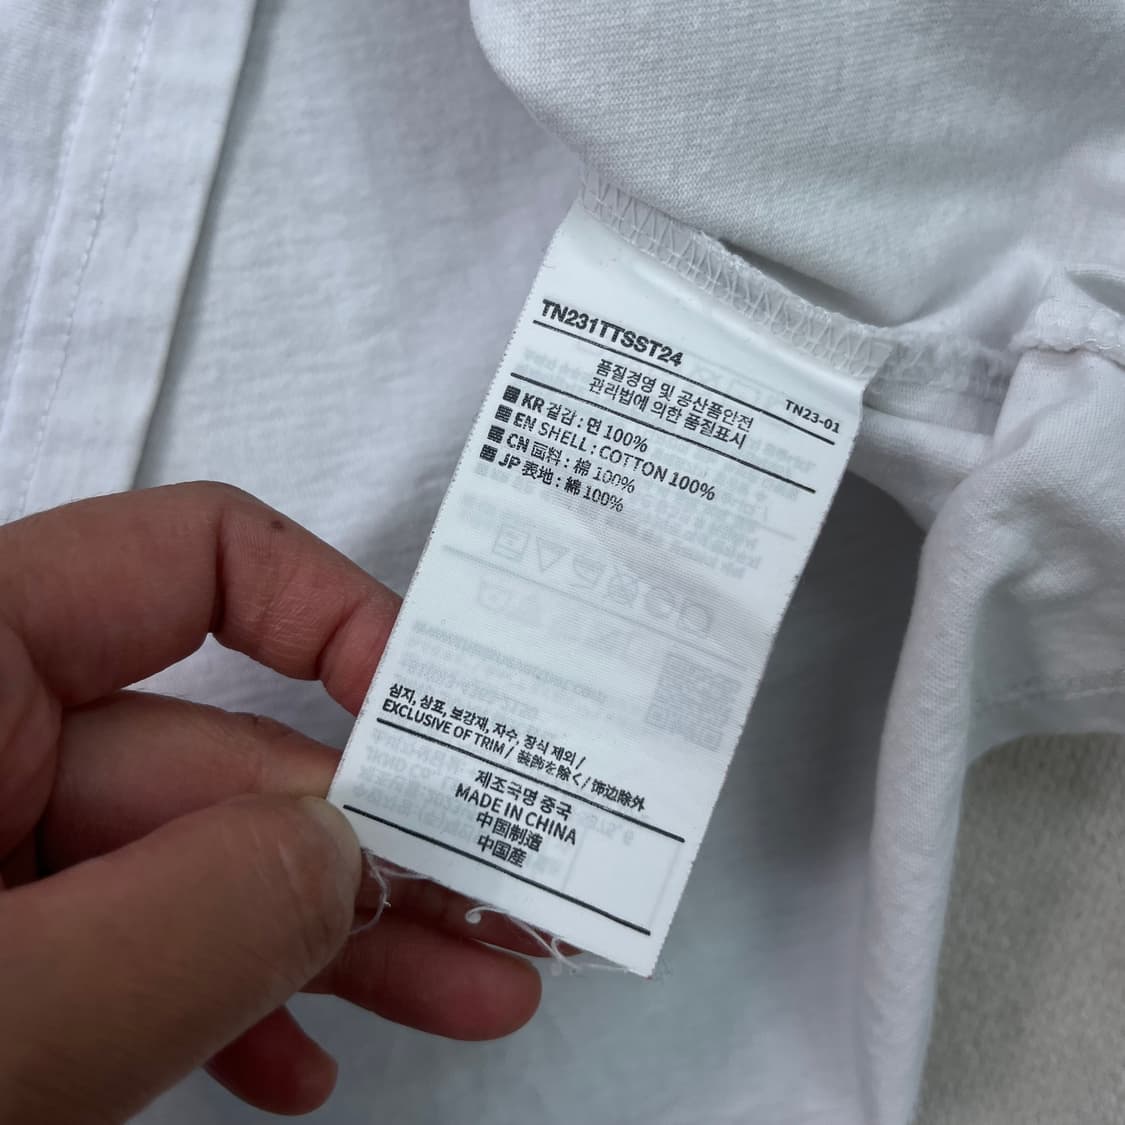 TN231TTSST24
TN23-01
품질경영 및 공산품안전
관리법에 의한 품질표시
KR 겉감 : 면 100%
EN SHELL : COTTON 100%
CN 面料 : 棉 100%
JP 表地 : 綿 100%
심지, 상표, 보강재, 자수, 장식 제외 /
EXCLUSIVE OF TRIM / 装飾を除く / 饰边除外
제조국명 중국
MADE IN CHINA
中国制造
中国産